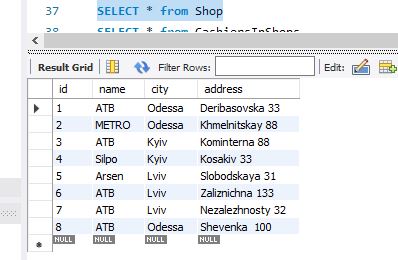 37 SELECT * from Shop
38 SELECT * from CashiersInShops
Result Grid Filter Rows: Edit:
id name city address
1 ATB Odessa Deribasovska 33
2 METRO Odessa Khmelnitskay 88
3 ATB Kyiv Kominterna 88
4 Silpo Kyiv Kosakiv 33
5 Arsen Lviv Slobodskaya 31
6 ATB Lviv Zaliznichna 133
7 ATB Lviv Nezalezhnosty 32
8 ATB Odessa Shevenka 100
NULL NULL NULL NULL